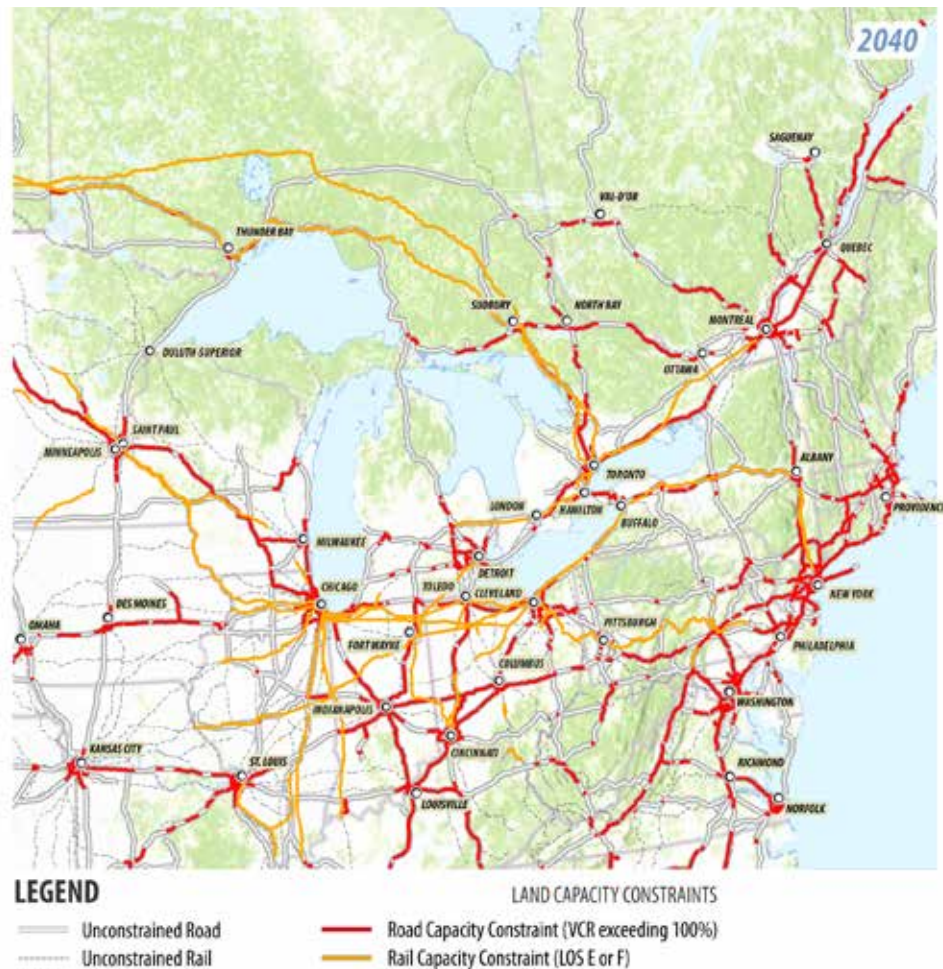 2040
SAGUENAY
VAL-D'OR
THUNDER BAY
QUEBEC
SUDBURY
NORTH BAY
MONTREAL
DULUTH-SUPERIOR
OTTAWA
SAINT PAUL
MINNEAPOLIS
ALBANY
TORONTO
LONDON
HAMILTON
PROVIDENCE
BUFFALO
MILWAUKEE
DETROIT
CHICAGO
TOLEDO
CLEVELAND
NEW YORK
DES MOINES
OMAHA
PITTSBURGH
FORT WAYNE
PHILADELPHIA
COLUMBUS
WASHINGTON
INDIANAPOLIS
CINCINNATI
KANSAS CITY
ST. LOUIS
RICHMOND
LOUISVILLE
NORFOLK
LEGEND
LAND CAPACITY CONSTRAINTS
Unconstrained Road
Road Capacity Constraint (VCR exceeding 100%)
Unconstrained Rail
Rail Capacity Constraint (LOS E or F)